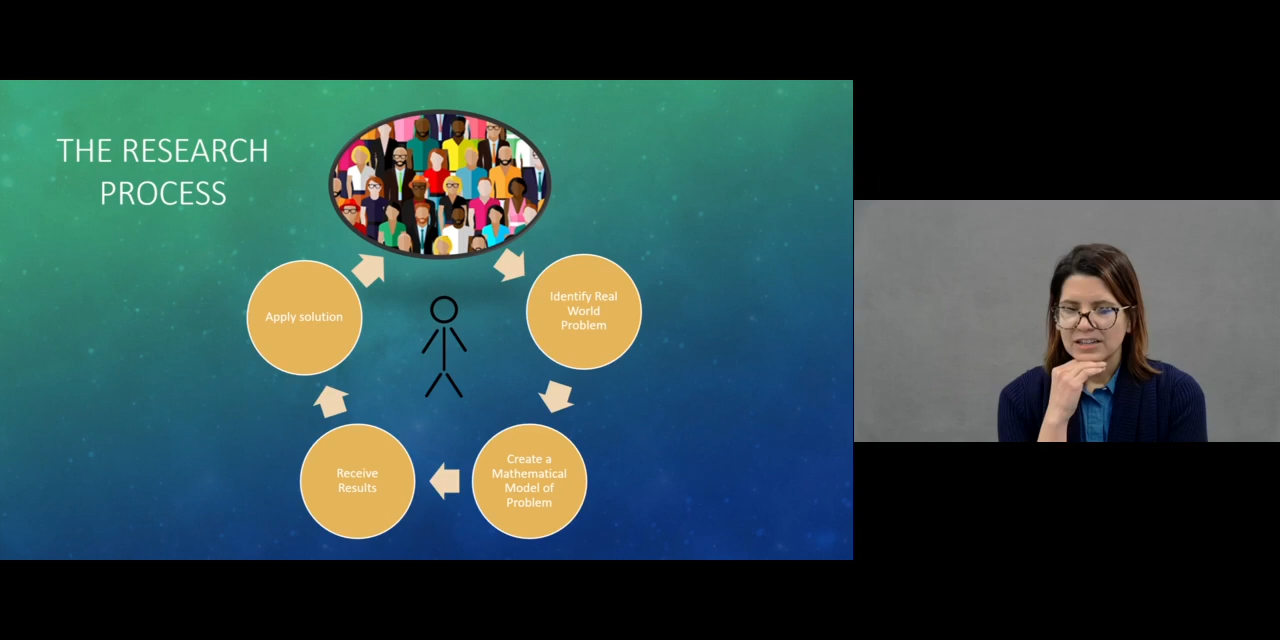 THE RESEARCH
PROCESS
Identify Real
World
Problem
Create a
Mathematical
Model of
Problem
Receive
Results
Apply solution